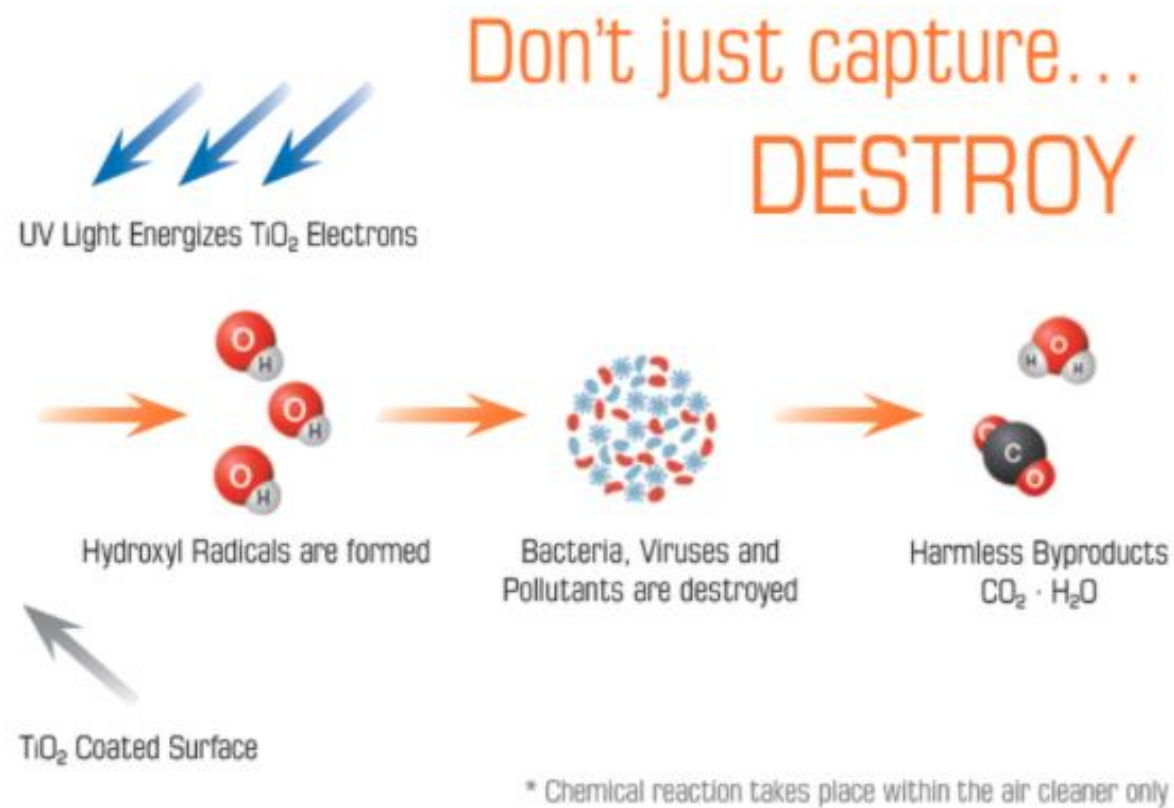 Don't just capture...
DESTROY
UV Light Energizes TiO₂ Electrons
O
H
O
H
O
H
Hydroxyl Radicals are formed
Bacteria, Viruses and
Pollutants are destroyed
O
H H
O
C
O
Harmless Byproducts
CO₂ · H₂O
TiO₂ Coated Surface
* Chemical reaction takes place within the air cleaner only